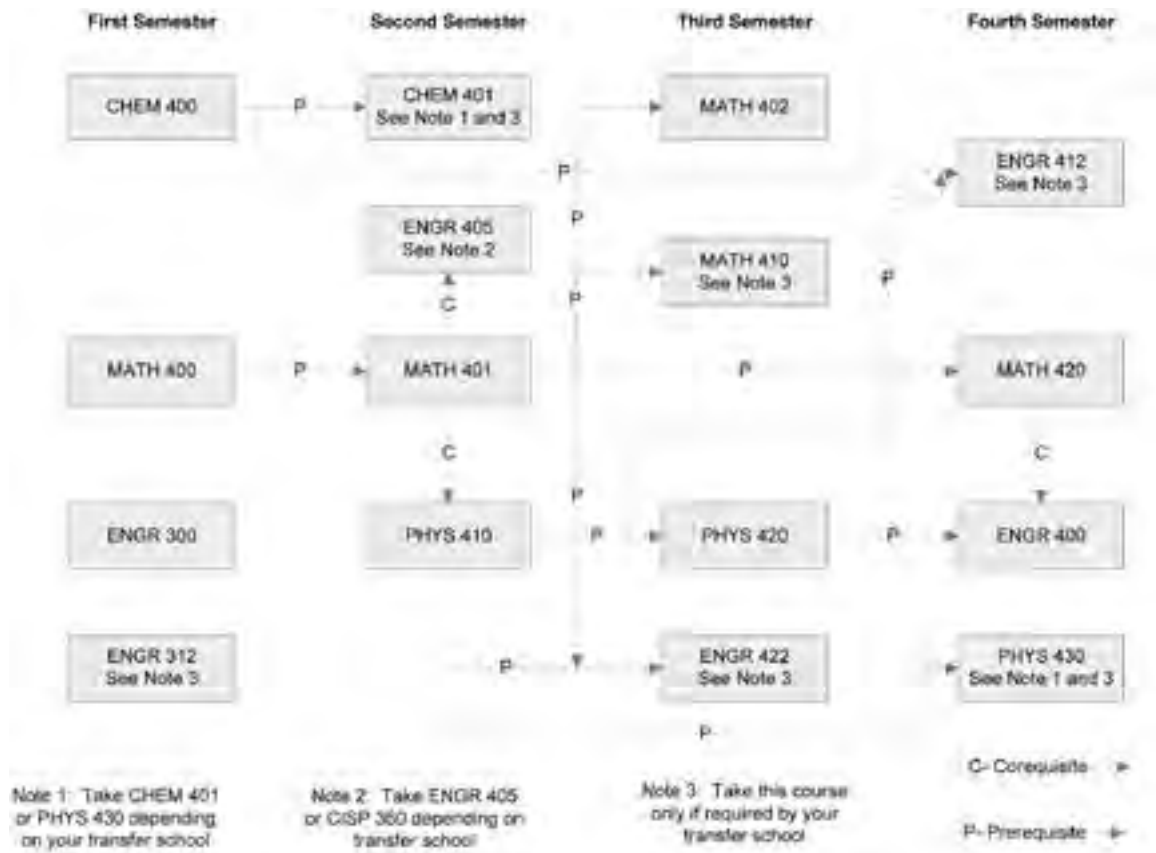 First Semester
Second Semester
Third Semester
Fourth Semester
CHEM 400
P
CHEM 401
See Note 1 and 3
MATH 402
P
ENGR 412
See Note 3
P
ENGR 405
See Note 2
MATH 410
See Note 3
P
P
C
MATH 400
P
MATH 401
P
MATH 420
C
C
P
ENGR 300
PHYS 410
P
PHYS 420
P
ENGR 400
ENGR 312
See Note 3
P
ENGR 422
See Note 3
PHYS 430
See Note 1 and 3
P
C- Corequisite
P- Prerequisite
Note 1: Take CHEM 401
or PHYS 430 depending
on your transfer school
Note 2: Take ENGR 405
or CISP 360 depending on
transfer school
Note 3: Take this course
only if required by your
transfer school